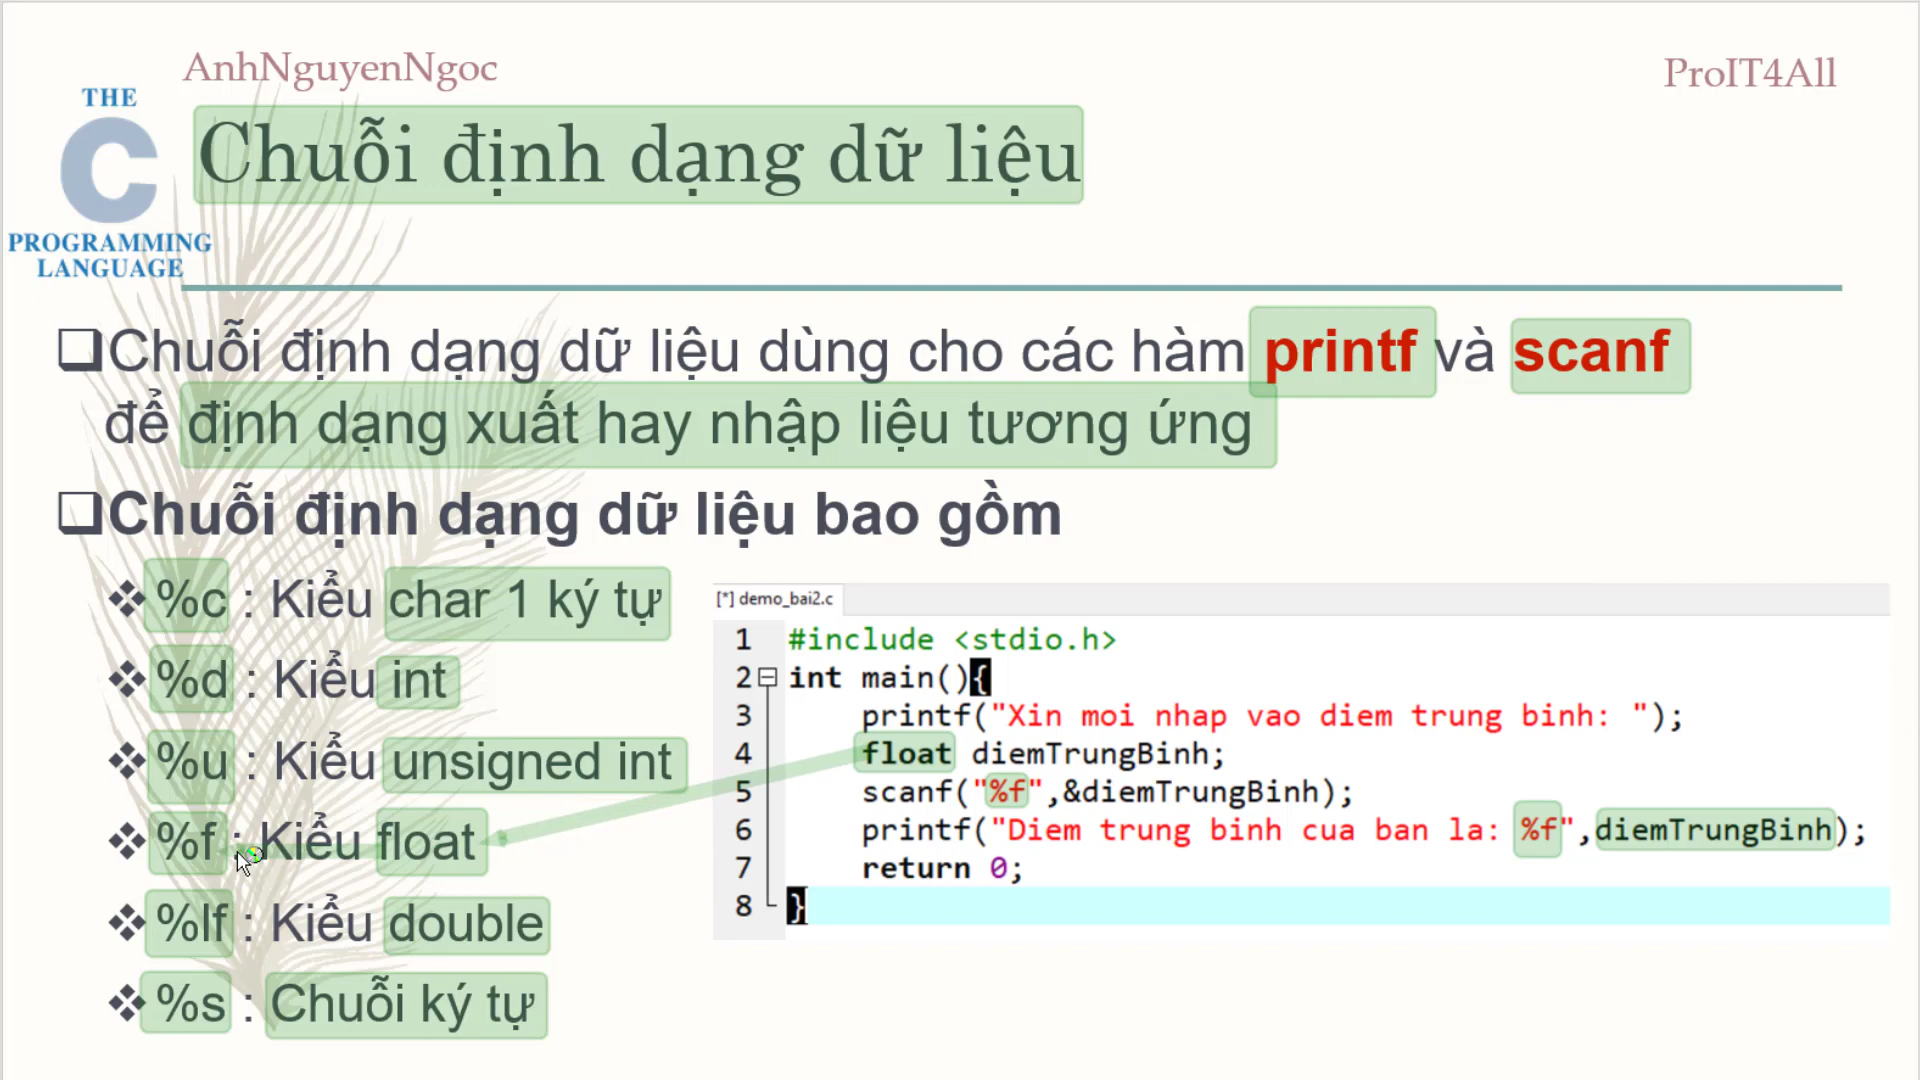 AnhNguyenNgoc
ProIT4All
THE
C
PROGRAMMING
LANGUAGE
Chuỗi định dạng dữ liệu
❑Chuỗi định dạng dữ liệu dùng cho các hàm printf và scanf
để định dạng xuất hay nhập liệu tương ứng
❑Chuỗi định dạng dữ liệu bao gồm
❖%c : Kiểu char 1 ký tự
❖%d : Kiểu int
❖%u : Kiểu unsigned int
❖%f : Kiểu float
❖%lf : Kiểu double
❖%s : Chuỗi ký tự
[*] demo_bai2.c
1 #include <stdio.h>
2 int main(){
3 printf("Xin moi nhap vao diem trung binh: ");
4 float diemTrungBinh;
5 scanf("%f",&diemTrungBinh);
6 printf("Diem trung binh cua ban la: %f",diemTrungBinh);
7 return 0;
8 }